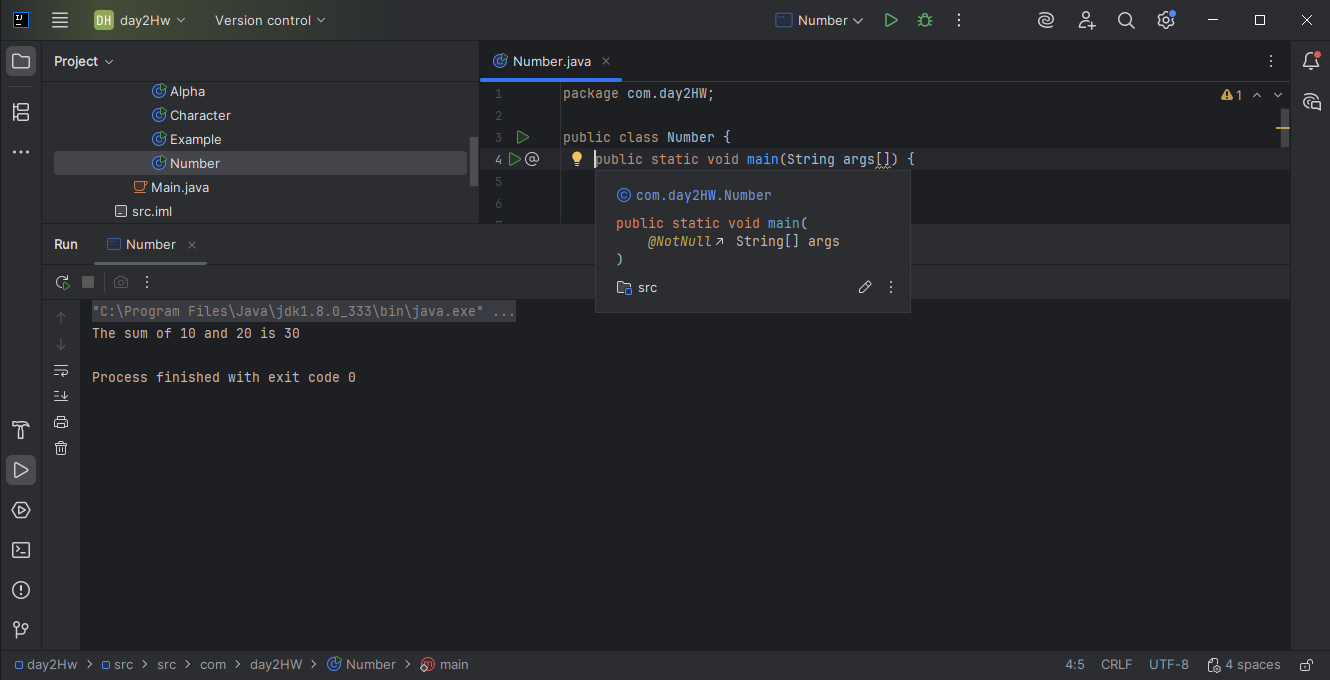 DH day2Hw Version control Number
Project
Number.java
Alpha
Character
Example
Number
Main.java
src.iml
1 package com.day2HW;
1
2
3 public class Number {
4 public static void main(String args[]) {
5
6
com.day2HW.Number
public static void main(
@NotNull String[] args
)
src
Run Number
"C:\Program Files\Java\jdk1.8.0_333\bin\java.exe" ...
The sum of 10 and 20 is 30
Process finished with exit code 0
day2Hw > src > src > com > day2HW > Number > main
4:5 CRLF UTF-8 4 spaces